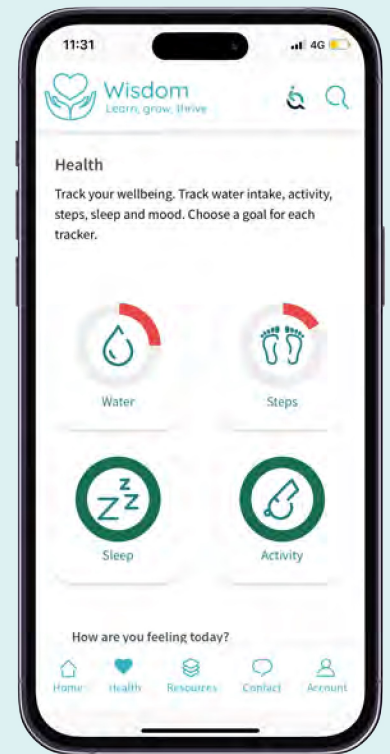 11:31
4G
Wisdom
Learn, grow, thrive
Health
Track your wellbeing. Track water intake, activity,
steps, sleep and mood. Choose a goal for each
tracker.
Water
Steps
z z z
Sleep
Activity
How are you feeling today?
Home Health Resources Contact Account